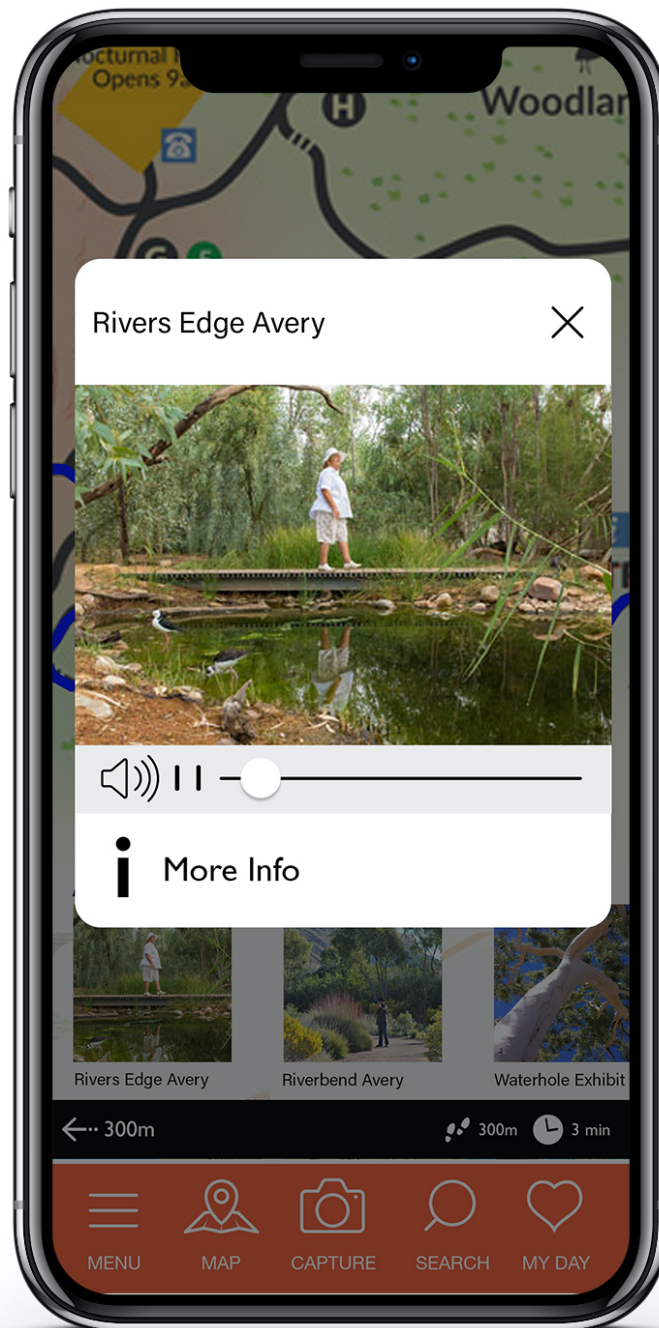 Opens 9a
H
Woodlan
Rivers Edge Avery
i More Info
Rivers Edge Avery
Riverbend Avery
Waterhole Exhibit
300m
300m
3 min
MENU
MAP
CAPTURE
SEARCH
MY DAY